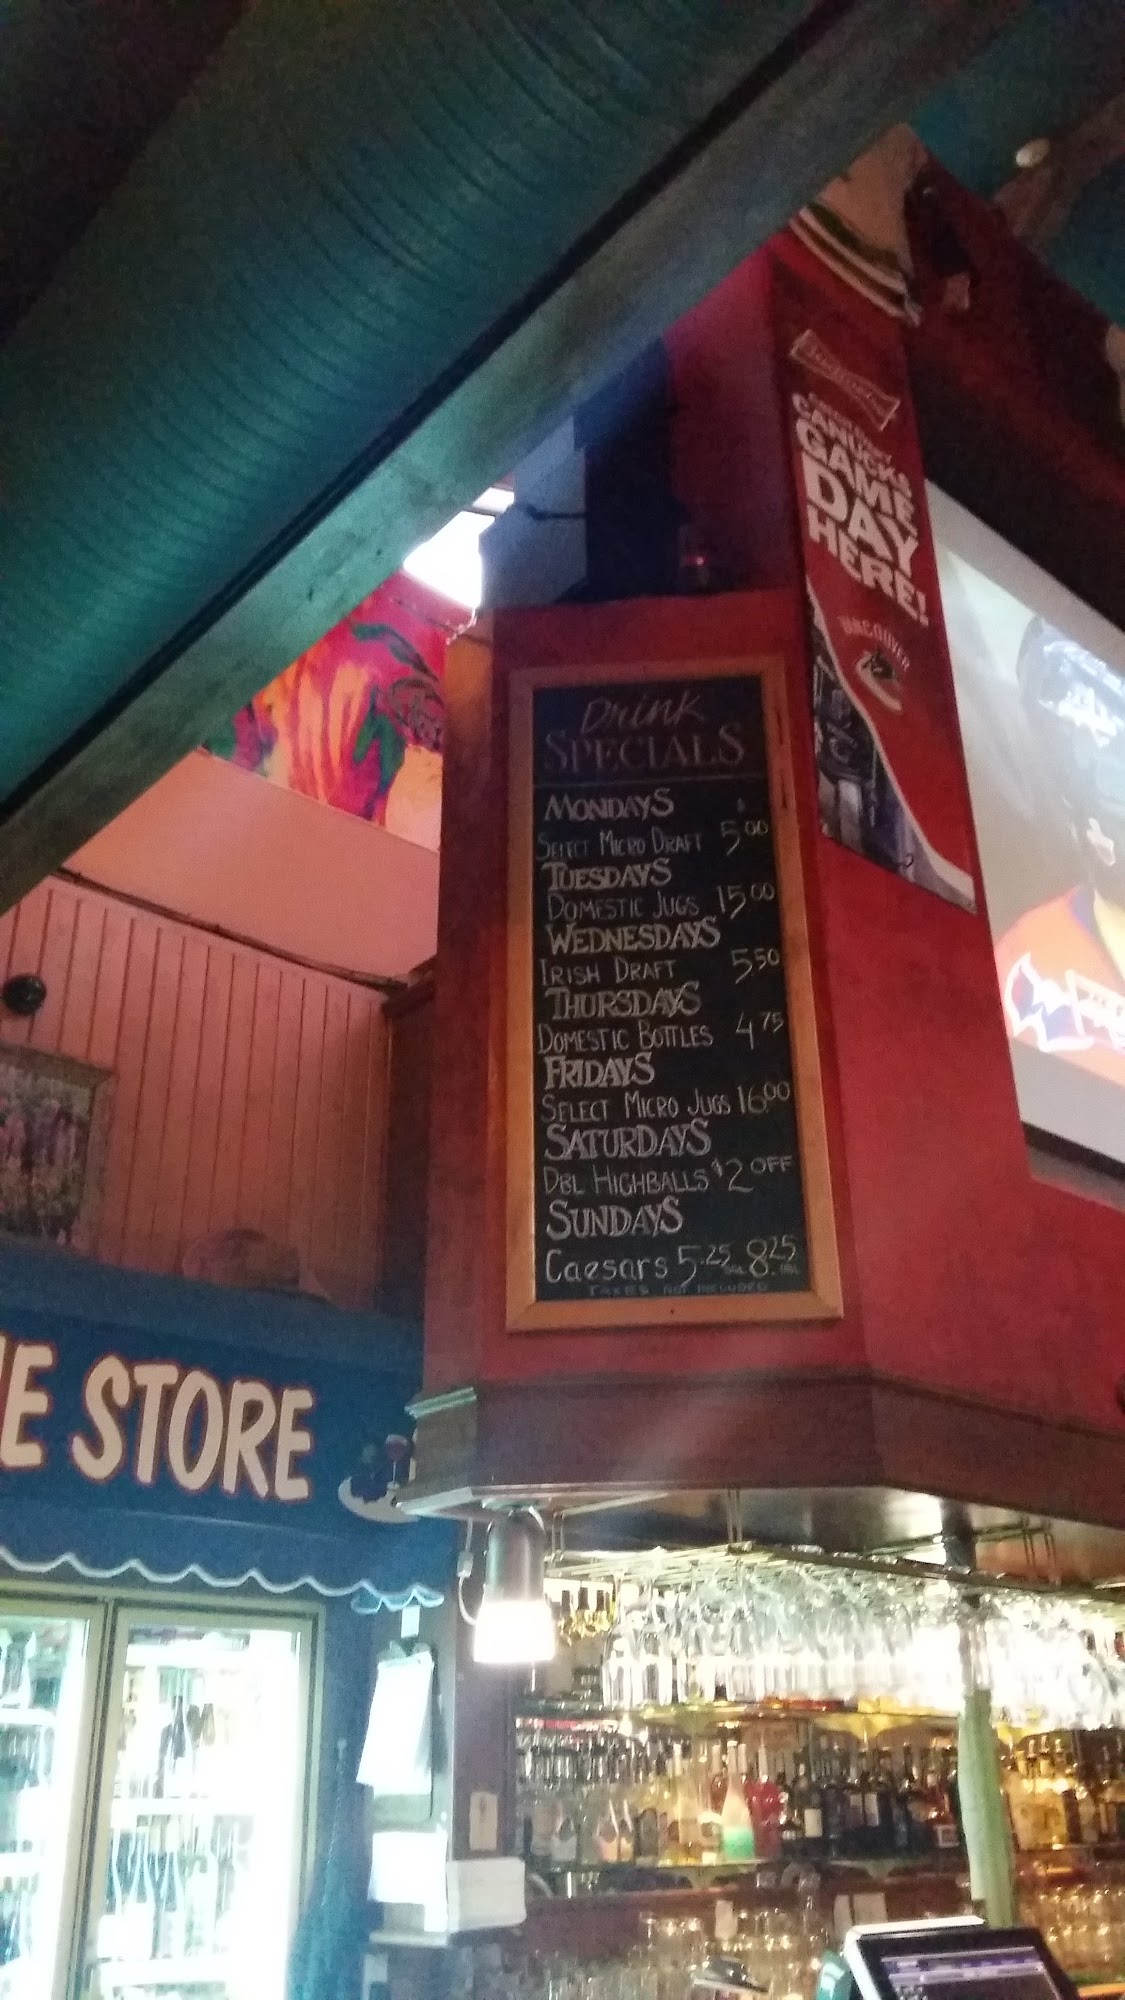 Budweiser
CANUCKS
GAME
DAY
HERE!
VANCOUVER
Drink
SPECIALS
MONDAYS
SELECT MICRO DRAFT 5.00
TUESDAYS
DOMESTIC JUGS 15.00
WEDNESDAYS
IRISH DRAFT 5.50
THURSDAYS
DOMESTIC BOTTLES 4.75
FRIDAYS
SELECT MICRO JUGS 16.00
SATURDAYS
DBL HIGHBALLS $2 OFF
SUNDAYS
Caesars 5.25 8.25
TAXES NOT INCLUDED
E STORE